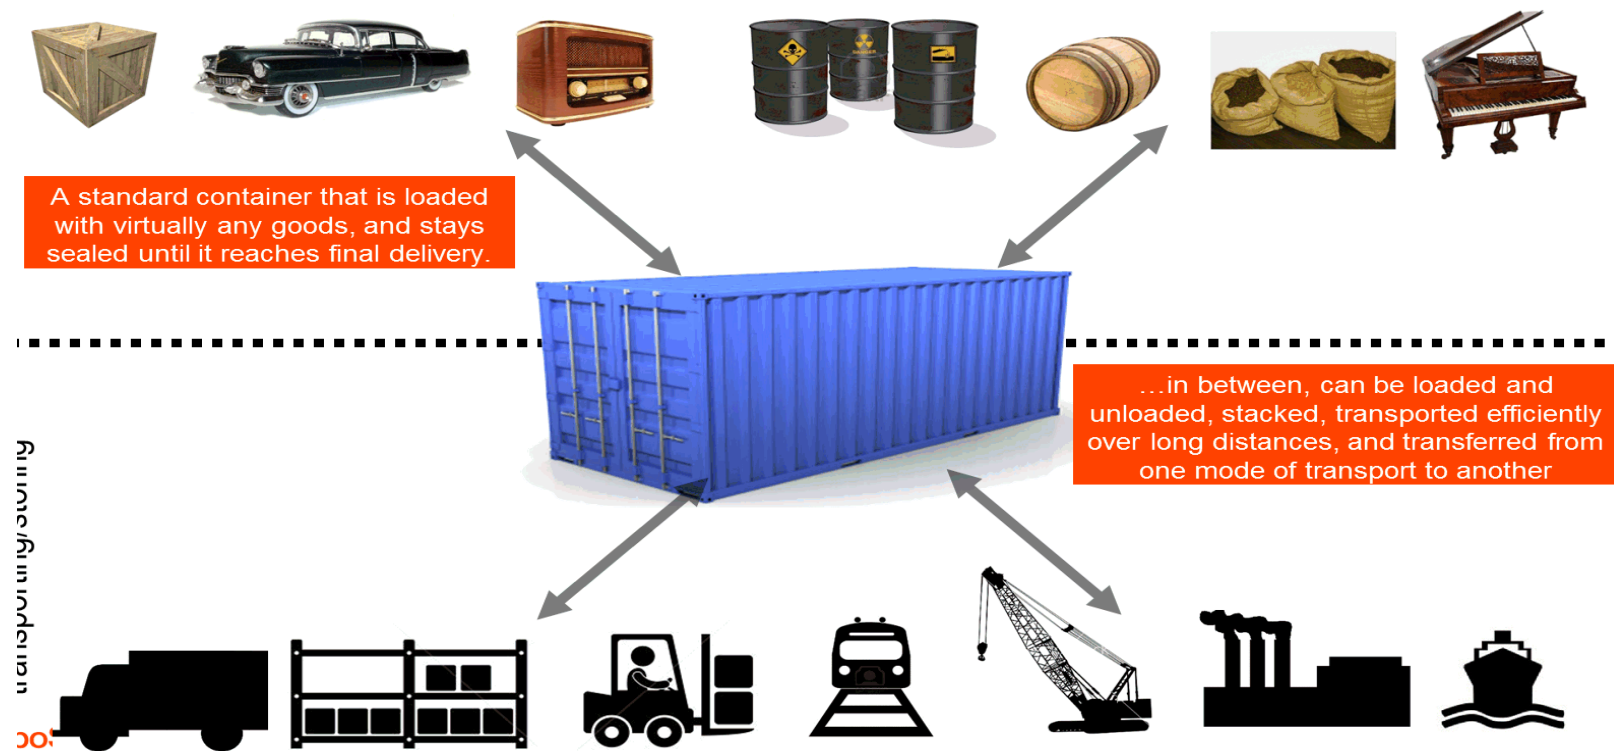 A standard container that is loaded
with virtually any goods, and stays
sealed until it reaches final delivery.
DANGER
…in between, can be loaded and
unloaded, stacked, transported efficiently
over long distances, and transferred from
one mode of transport to another